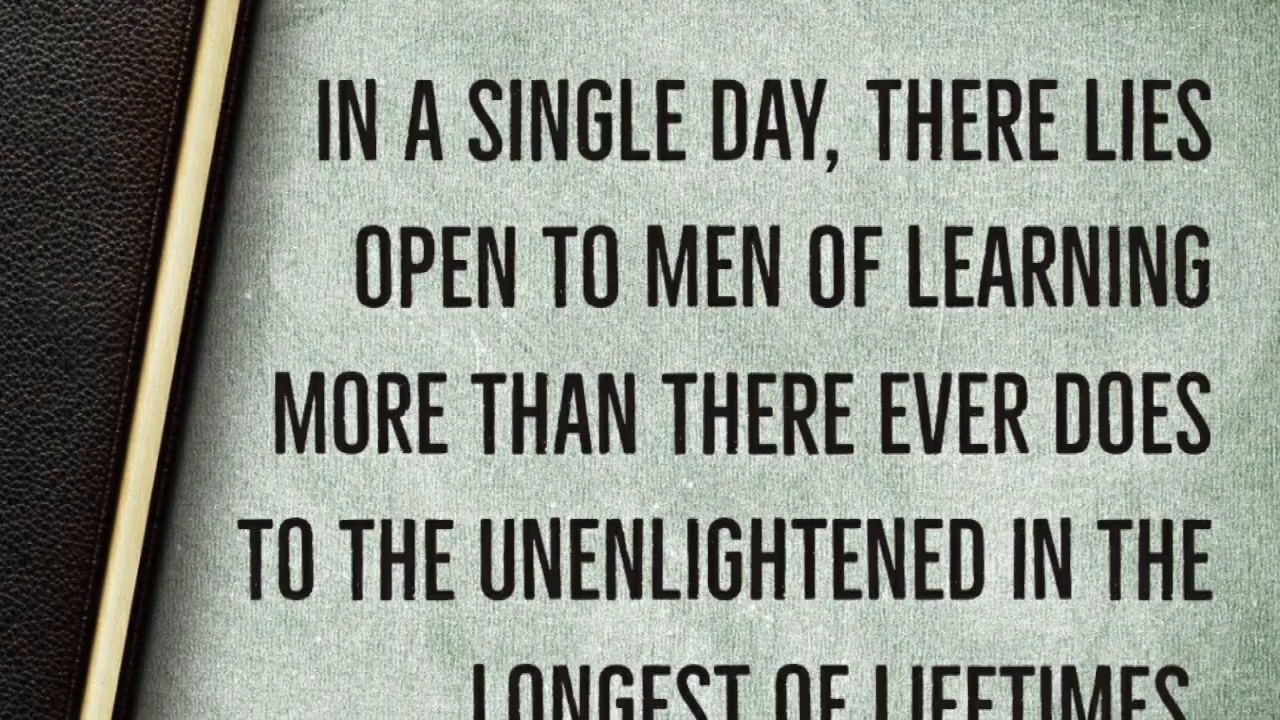 IN A SINGLE DAY, THERE LIES
OPEN TO MEN OF LEARNING
MORE THAN THERE EVER DOES
TO THE UNENLIGHTENED IN THE
LONGEST OF LIFETIMES.